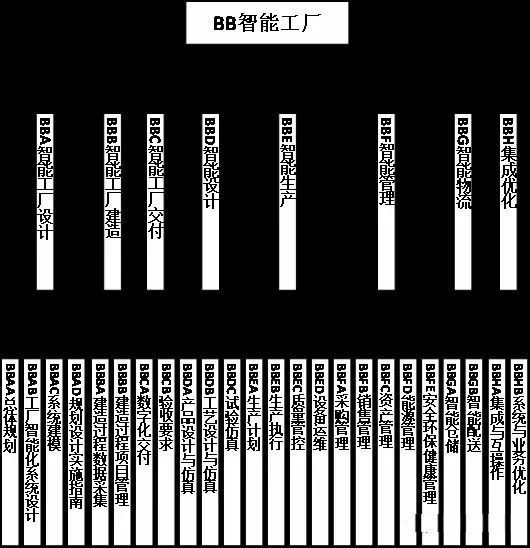 BB智能工厂
BBA智能工厂设计
BBB智能工厂建造
BBC智能工厂交付
BBD智能设计
BBE智能生产
BBF智能管理
BBG智能物流
BBH集成优化
BBAA总体规划
BBAB工厂智能化系统设计
BBAC系统建模
BBAD规划设计实施指南
BBBA建造过程数据采集
BBBB建造过程项目管理
BBCA数字化交付
BBCB验收要求
BBDA产品设计与仿真
BBDB工艺设计与仿真
BBDC试验仿真
BBEA生产计划
BBEB生产执行
BBEC质量管控
BBED设备运维
BBFA采购管理
BBFB销售管理
BBFC资产管理
BBFD能源管理
BBFE安全环保健康管理
BBGA智能仓储
BBGB智能配送
BBHA集成与互操作
BBHB系统与业务优化